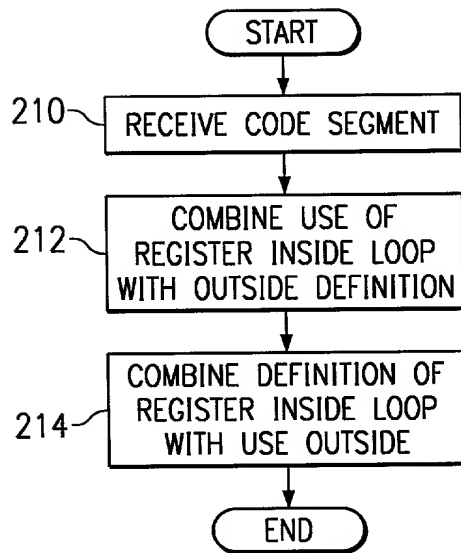 START
210
RECEIVE CODE SEGMENT
212
COMBINE USE OF
REGISTER INSIDE LOOP
WITH OUTSIDE DEFINITION
214
COMBINE DEFINITION OF
REGISTER INSIDE LOOP
WITH USE OUTSIDE
END